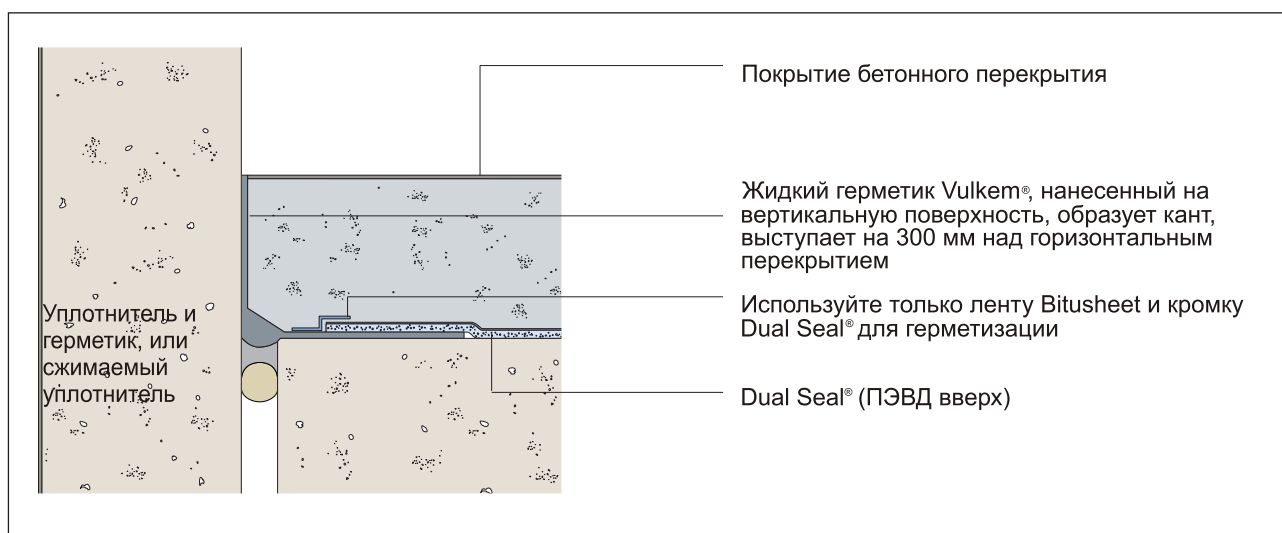 Покрытие бетонного перекрытия
Жидкий герметик Vulkem®, нанесенный на
вертикальную поверхность, образует кант,
выступает на 300 мм над горизонтальным
перекрытием
Уплотнитель и
герметик, или
сжимаемый
уплотнитель
Используйте только ленту Bitusheet и кромку
Dual Seal® для герметизации
Dual Seal® (ПЭВД вверх)